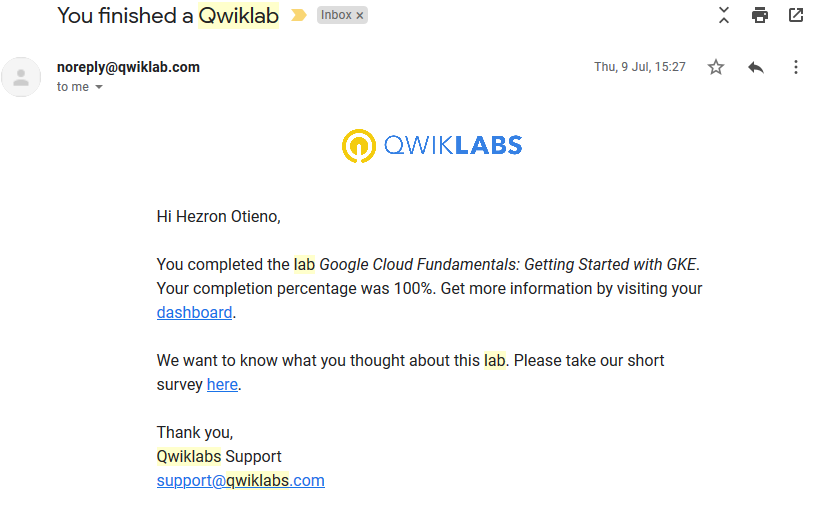 You finished a Qwiklab Inbox ×
noreply@qwiklab.com Thu, 9 Jul, 15:27
to me
QWIKLABS
Hi Hezron Otieno,
You completed the lab Google Cloud Fundamentals: Getting Started with GKE.
Your completion percentage was 100%. Get more information by visiting your
dashboard.
We want to know what you thought about this lab. Please take our short
survey here.
Thank you,
Qwiklabs Support
support@qwiklabs.com